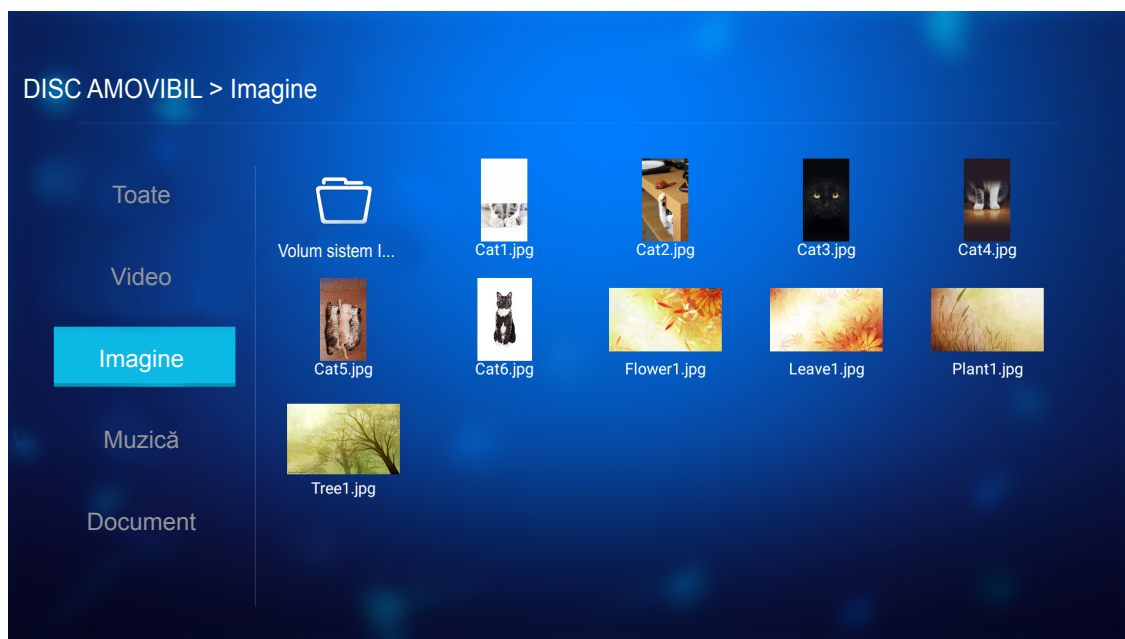 DISC AMOVIBIL > Imagine
Toate
Video
Imagine
Muzică
Document
Volum sistem I...
Cat1.jpg
Cat2.jpg
Cat3.jpg
Cat4.jpg
Cat5.jpg
Cat6.jpg
Flower1.jpg
Leave1.jpg
Plant1.jpg
Tree1.jpg